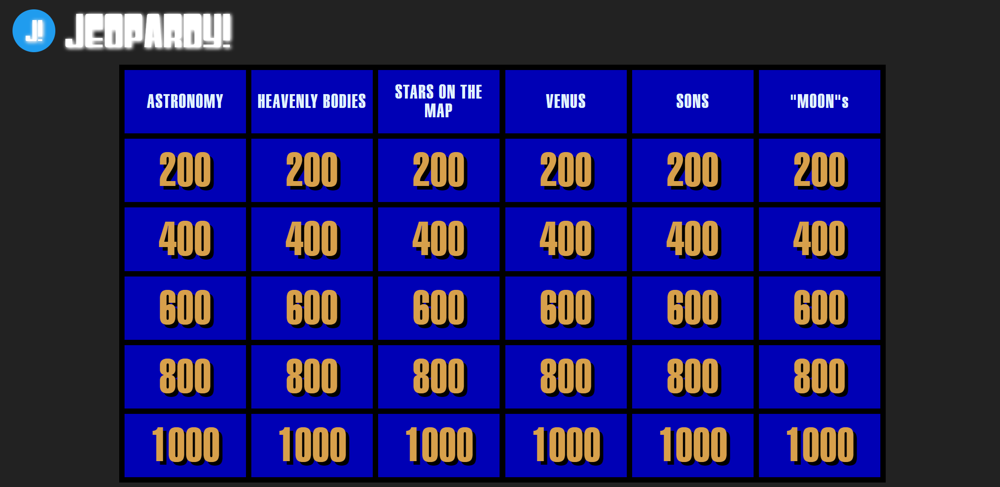 J!
JEOPARDY!
ASTRONOMY
HEAVENLY BODIES
STARS ON THE
MAP
VENUS
SONS
"MOON"s
200 200 200 200 200 200
400 400 400 400 400 400
600 600 600 600 600 600
800 800 800 800 800 800
1000 1000 1000 1000 1000 1000